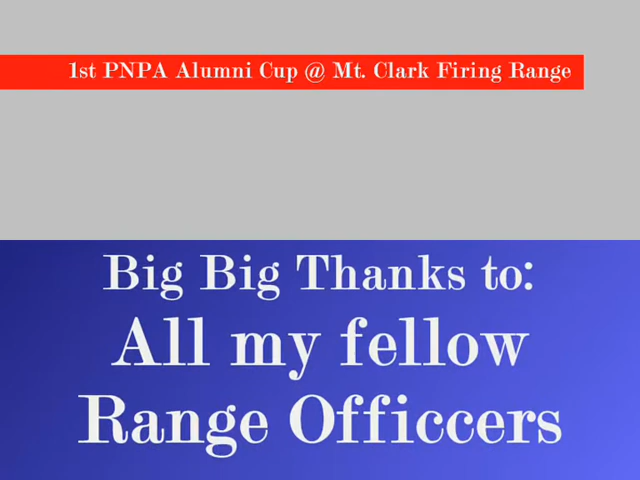 1st PNPA Alumni Cup @ Mt. Clark Firing Range
Big Big Thanks to:
All my fellow
Range Officcers